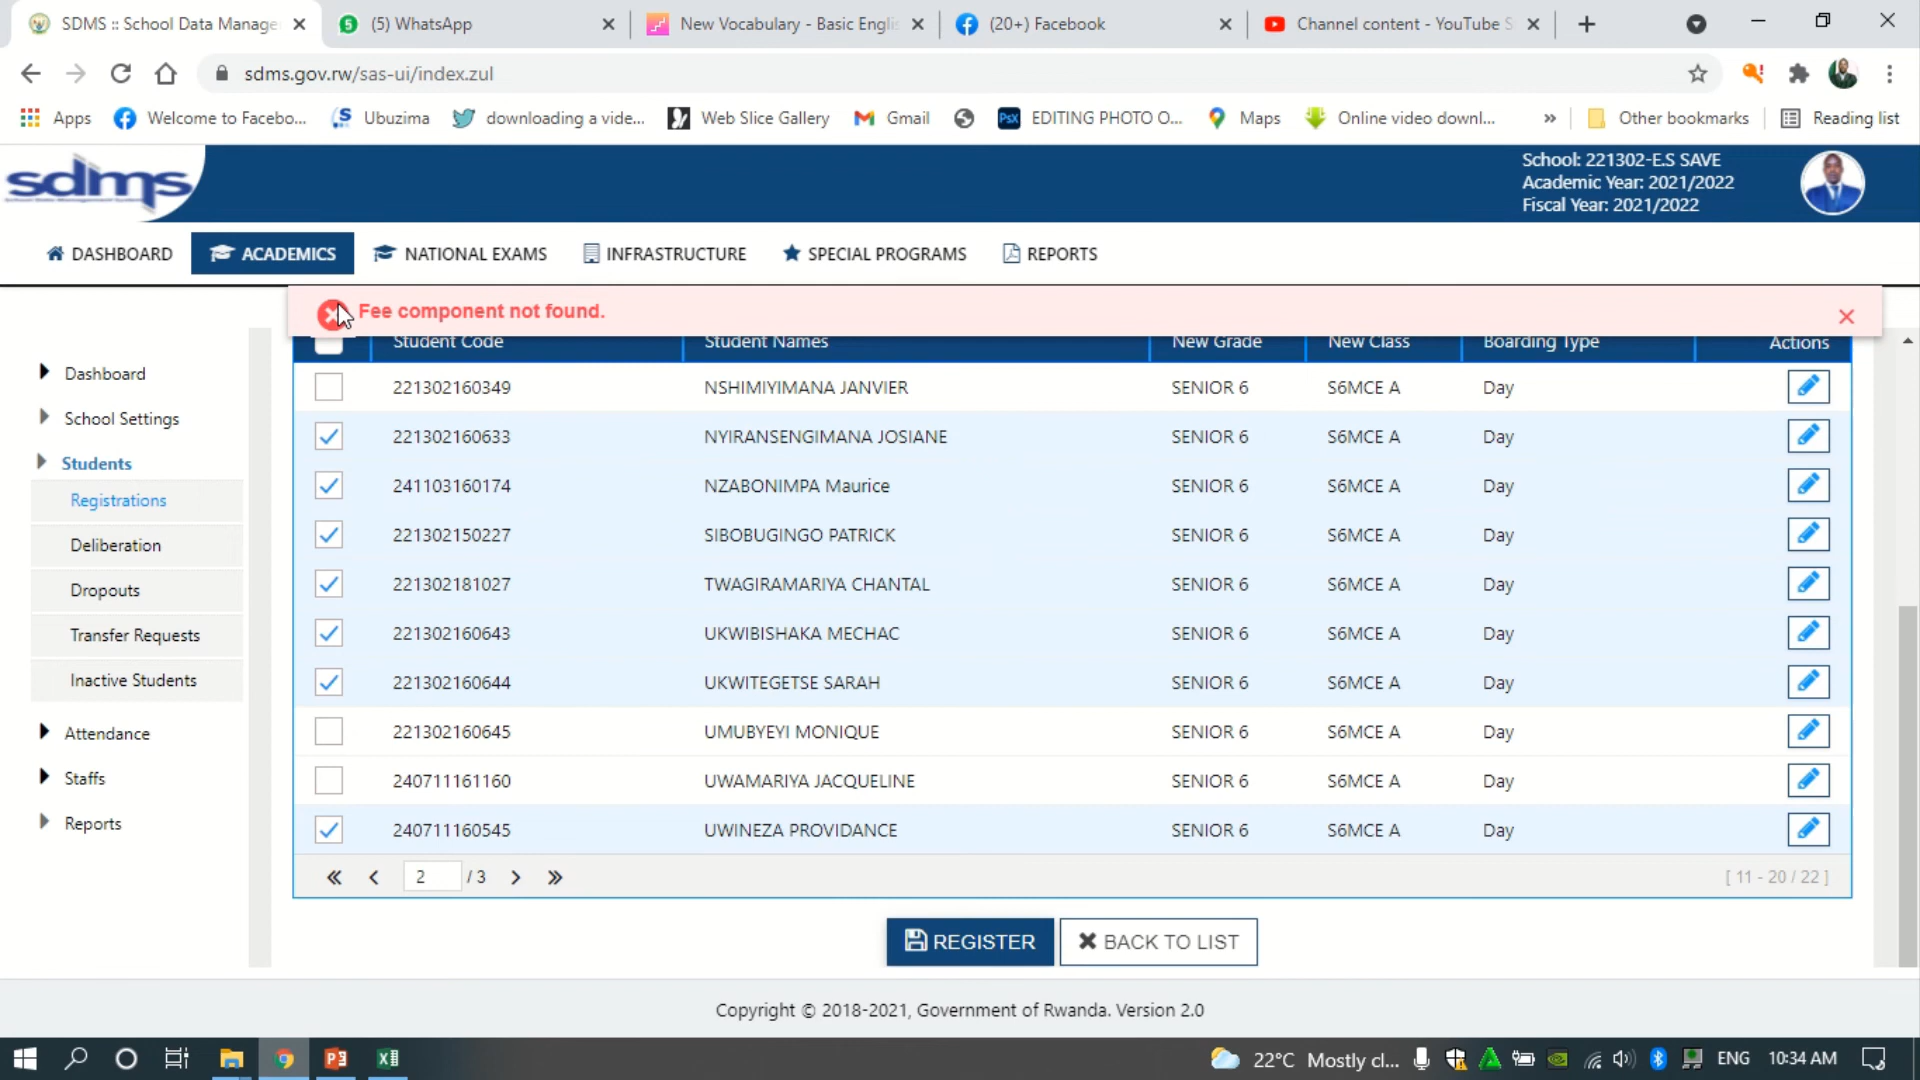 SDMS :: School Data Manage
(5) WhatsApp
New Vocabulary - Basic Englis
(20+) Facebook
Channel content - YouTube S
sdms.gov.rw/sas-ui/index.zul
Apps
Welcome to Facebo...
Ubuzima
downloading a vide...
Web Slice Gallery
Gmail
EDITING PHOTO O...
Maps
Online video downl...
»
Other bookmarks
Reading list
sdms
School: 221302-E.S SAVE
Academic Year: 2021/2022
Fiscal Year: 2021/2022
DASHBOARD
ACADEMICS
NATIONAL EXAMS
INFRASTRUCTURE
SPECIAL PROGRAMS
REPORTS
Fee component not found.
Dashboard
School Settings
Students
Registrations
Deliberation
Dropouts
Transfer Requests
Inactive Students
Attendance
Staffs
Reports
Student Code Student Names New Grade New Class Boarding Type Actions
221302160349 NSHIMIYIMANA JANVIER SENIOR 6 S6MCE A Day
221302160633 NYIRANSENGIMANA JOSIANE SENIOR 6 S6MCE A Day
241103160174 NZABONIMPA Maurice SENIOR 6 S6MCE A Day
221302150227 SIBOBUGINGO PATRICK SENIOR 6 S6MCE A Day
221302181027 TWAGIRAMARIYA CHANTAL SENIOR 6 S6MCE A Day
221302160643 UKWIBISHAKA MECHAC SENIOR 6 S6MCE A Day
221302160644 UKWITEGETSE SARAH SENIOR 6 S6MCE A Day
221302160645 UMUBYEYI MONIQUE SENIOR 6 S6MCE A Day
240711161160 UWAMARIYA JACQUELINE SENIOR 6 S6MCE A Day
240711160545 UWINEZA PROVIDANCE SENIOR 6 S6MCE A Day
2 / 3
[ 11 - 20 / 22 ]
REGISTER
BACK TO LIST
Copyright © 2018-2021, Government of Rwanda. Version 2.0
22°C Mostly cl...
ENG
10:34 AM